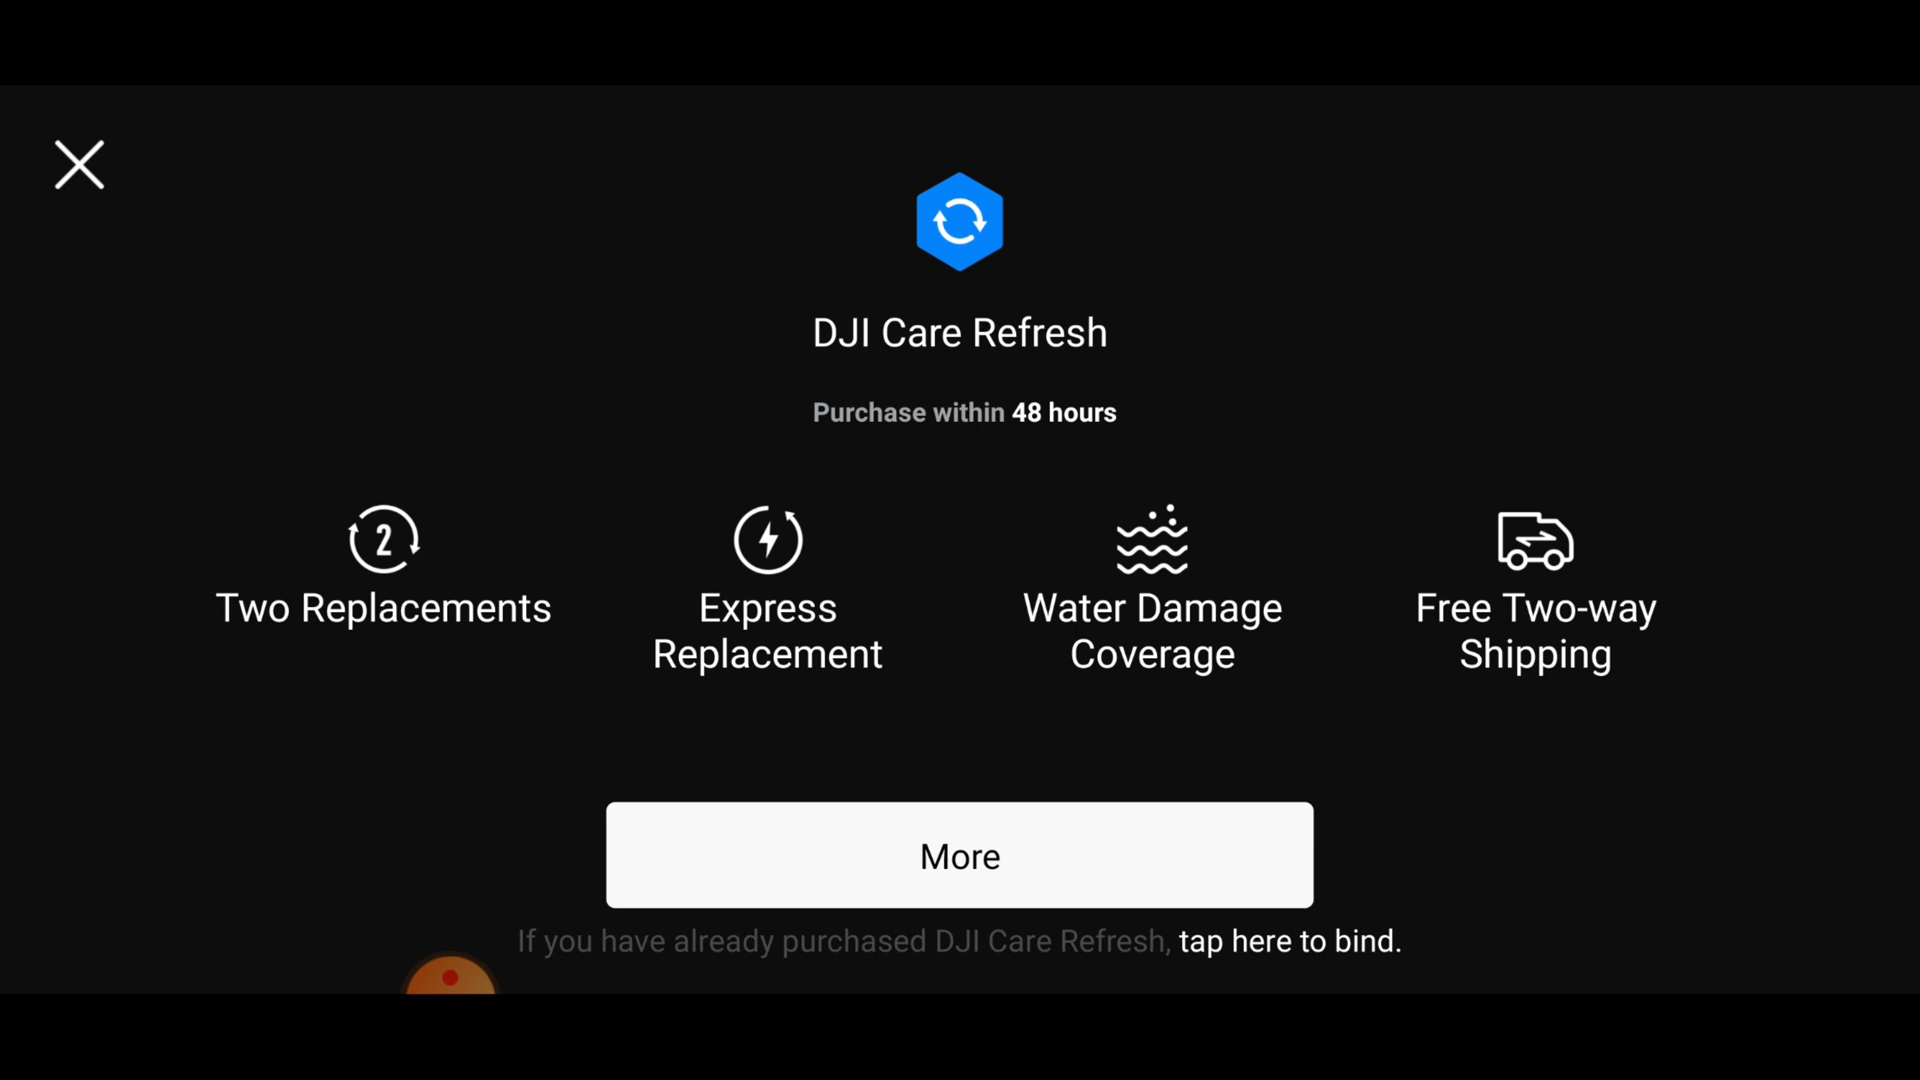 DJI Care Refresh
Purchase within 48 hours
2
Two Replacements
Express
Replacement
Water Damage
Coverage
Free Two-way
Shipping
More
If you have already purchased DJI Care Refresh, tap here to bind.